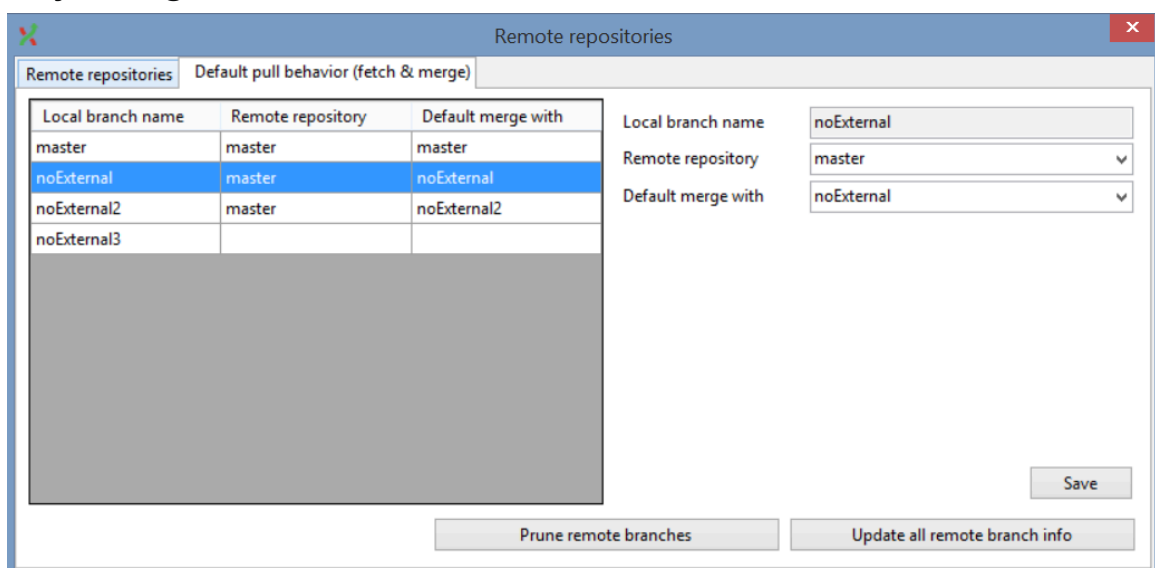 Remote repositories
Remote repositories Default pull behavior (fetch & merge)
Local branch name Remote repository Default merge with
master master master
noExternal master noExternal
noExternal2 master noExternal2
noExternal3
Local branch name noExternal
Remote repository master
Default merge with noExternal
Save
Prune remote branches Update all remote branch info